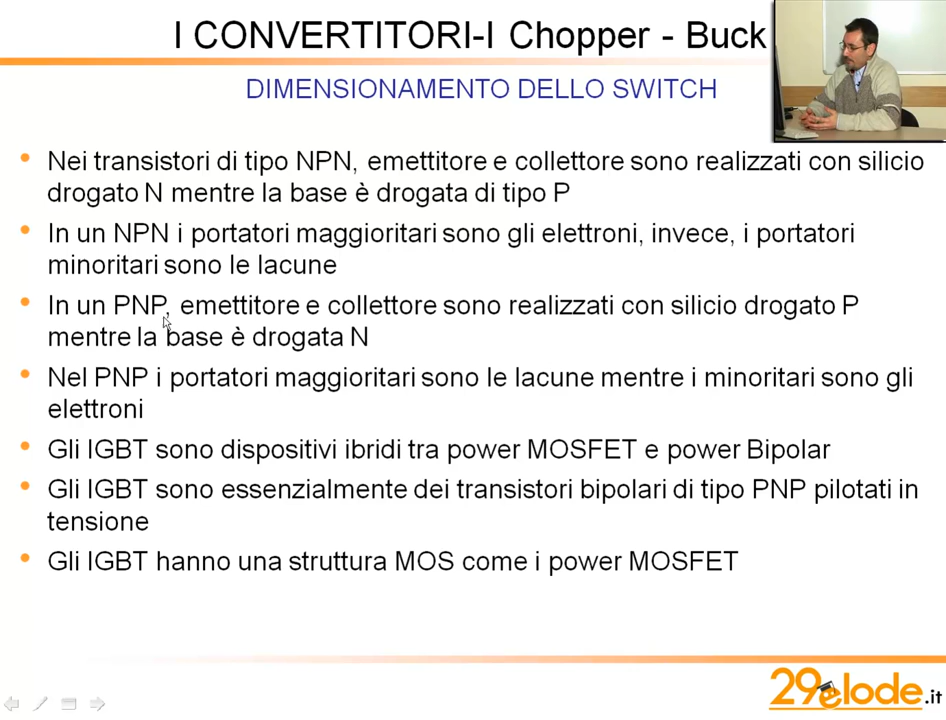 I CONVERTITORI-I Chopper - Buck
DIMENSIONAMENTO DELLO SWITCH
Nei transistori di tipo NPN, emettitore e collettore sono realizzati con silicio
drogato N mentre la base è drogata di tipo P
In un NPN i portatori maggioritari sono gli elettroni, invece, i portatori
minoritari sono le lacune
In un PNP, emettitore e collettore sono realizzati con silicio drogato P
mentre la base è drogata N
Nel PNP i portatori maggioritari sono le lacune mentre i minoritari sono gli
elettroni
Gli IGBT sono dispositivi ibridi tra power MOSFET e power Bipolar
Gli IGBT sono essenzialmente dei transistori bipolari di tipo PNP pilotati in
tensione
Gli IGBT hanno una struttura MOS come i power MOSFET
29elode.it